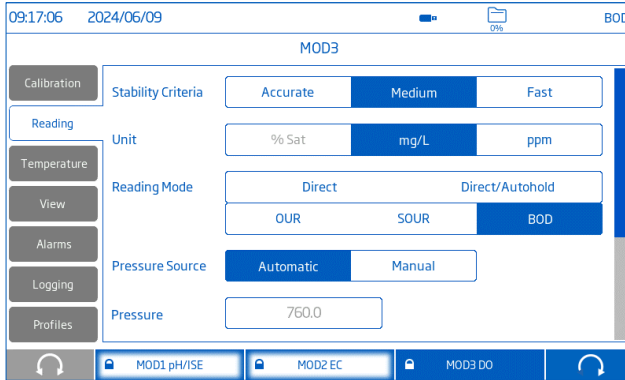 09:17:06 2024/06/09 0% BOD
MOD3
Calibration
Stability Criteria Accurate Medium Fast
Reading
Unit % Sat mg/L ppm
Temperature
Reading Mode Direct Direct/Autohold
View
OUR SOUR BOD
Alarms
Pressure Source Automatic Manual
Logging
Pressure 760.0
Profiles
MOD1 pH/ISE MOD2 EC MOD3 DO